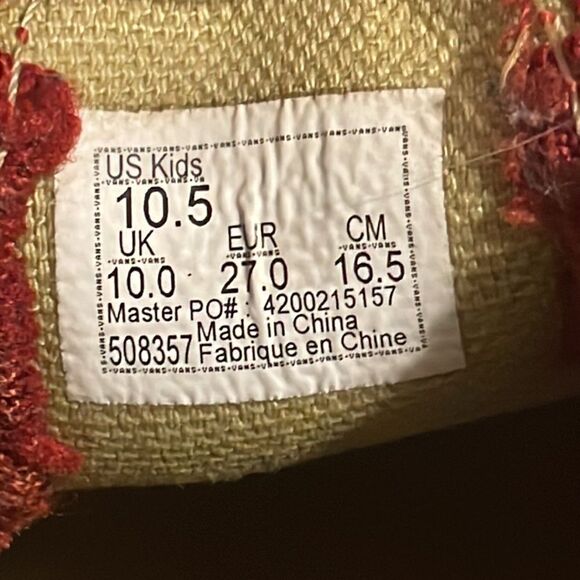 US Kids
10.5
UK EUR CM
10.0 27.0 16.5
Master PO# : 4200215157
Made in China
508357 Fabrique en Chine